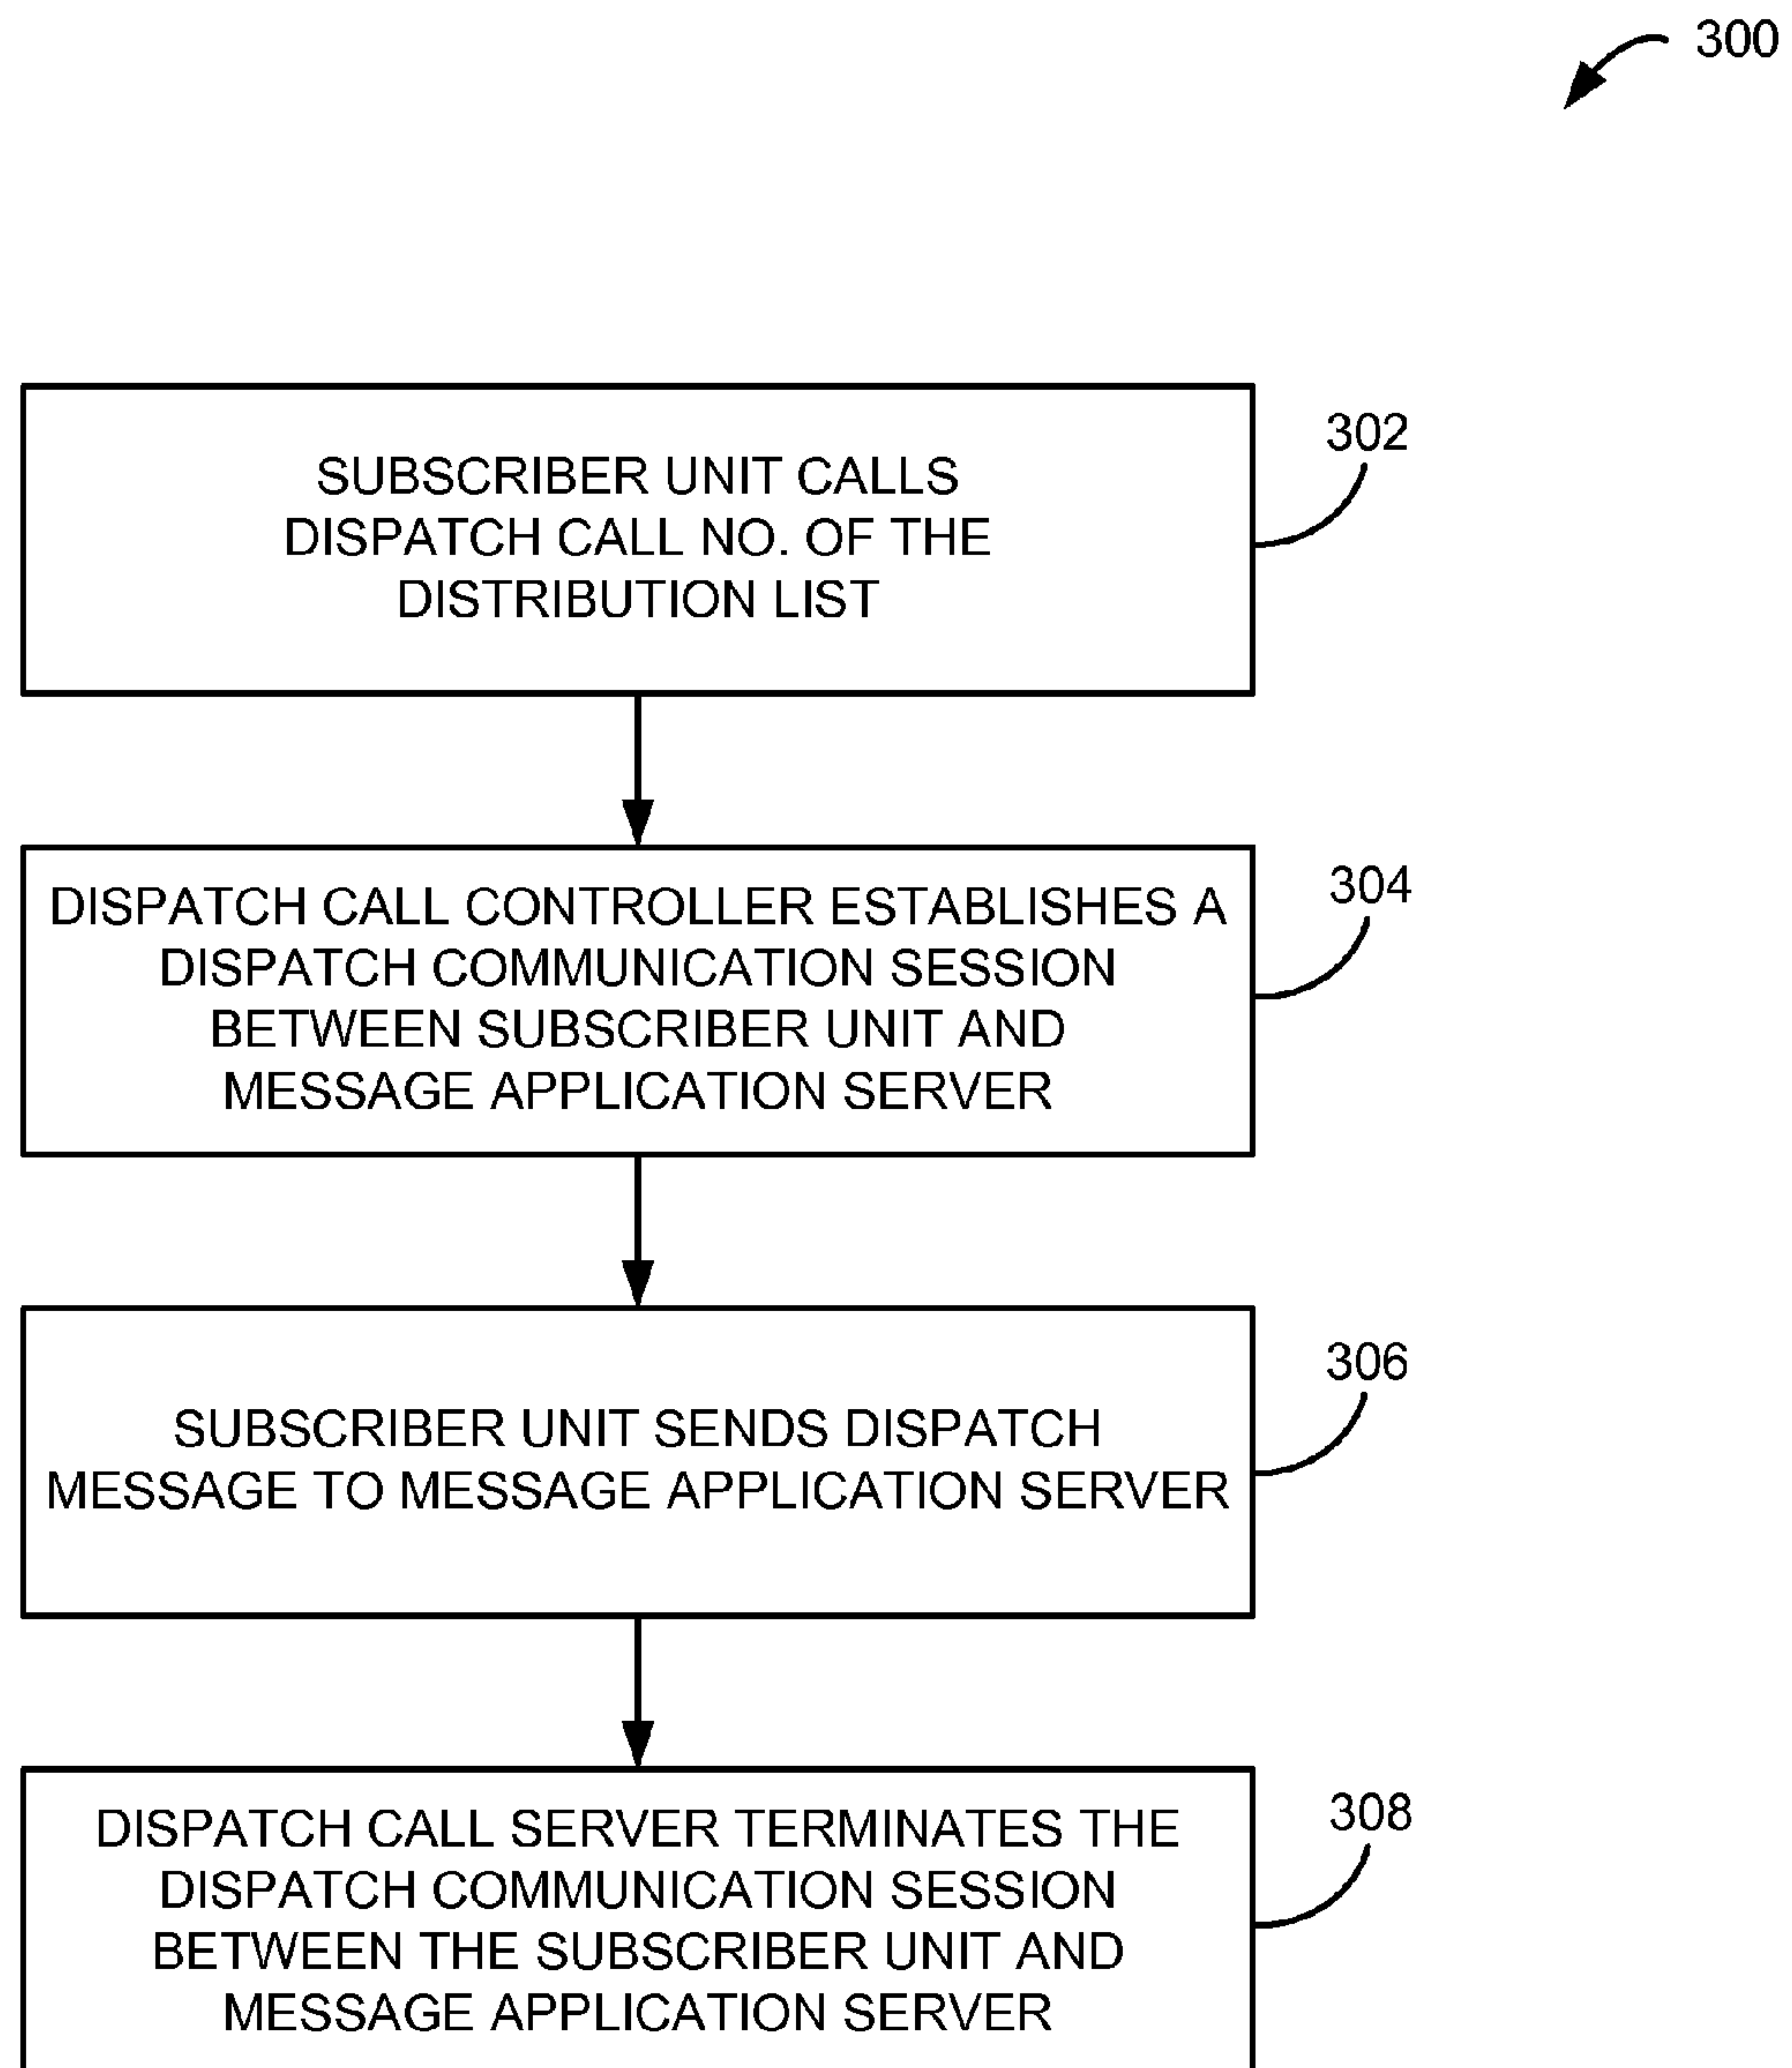 300
SUBSCRIBER UNIT CALLS
DISPATCH CALL NO. OF THE
DISTRIBUTION LIST
302
DISPATCH CALL CONTROLLER ESTABLISHES A
DISPATCH COMMUNICATION SESSION
BETWEEN SUBSCRIBER UNIT AND
MESSAGE APPLICATION SERVER
304
SUBSCRIBER UNIT SENDS DISPATCH
MESSAGE TO MESSAGE APPLICATION SERVER
306
DISPATCH CALL SERVER TERMINATES THE
DISPATCH COMMUNICATION SESSION
BETWEEN THE SUBSCRIBER UNIT AND
MESSAGE APPLICATION SERVER
308